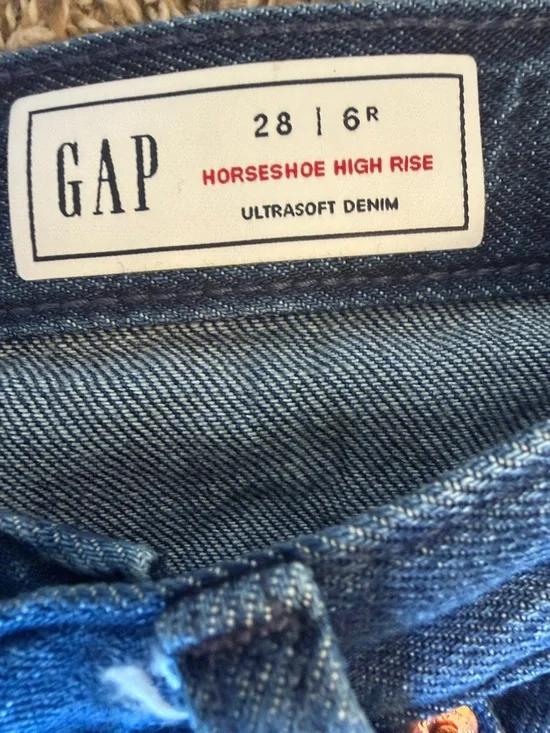 GAP
28 | 6R
HORSESHOE HIGH RISE
ULTRASOFT DENIM